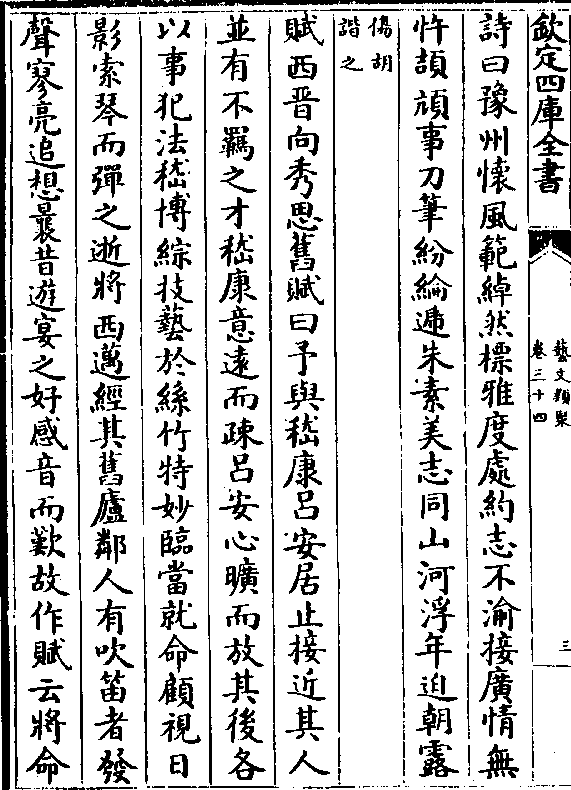 欽定四庫全書
藝文類聚
卷三十四
三
詩曰豫州懷風範綽然標雅度處約志不渝接廣情無
忤頡頏事刀筆紛綸遞朱素美志同山河浮年迫朝露
傷胡
諧之
賦西晉向秀思舊賦曰予與嵇康呂安居止接近其人
並有不羈之才嵇康意遠而疎呂安心曠而放其後各
以事犯法嵇博綜技藝於絲竹特妙臨當就命顧視日
影索琴而彈之逝將西邁經其舊廬鄰人有吹笛者發
聲寥亮追想曩昔遊宴之好感音而歎故作賦云將命